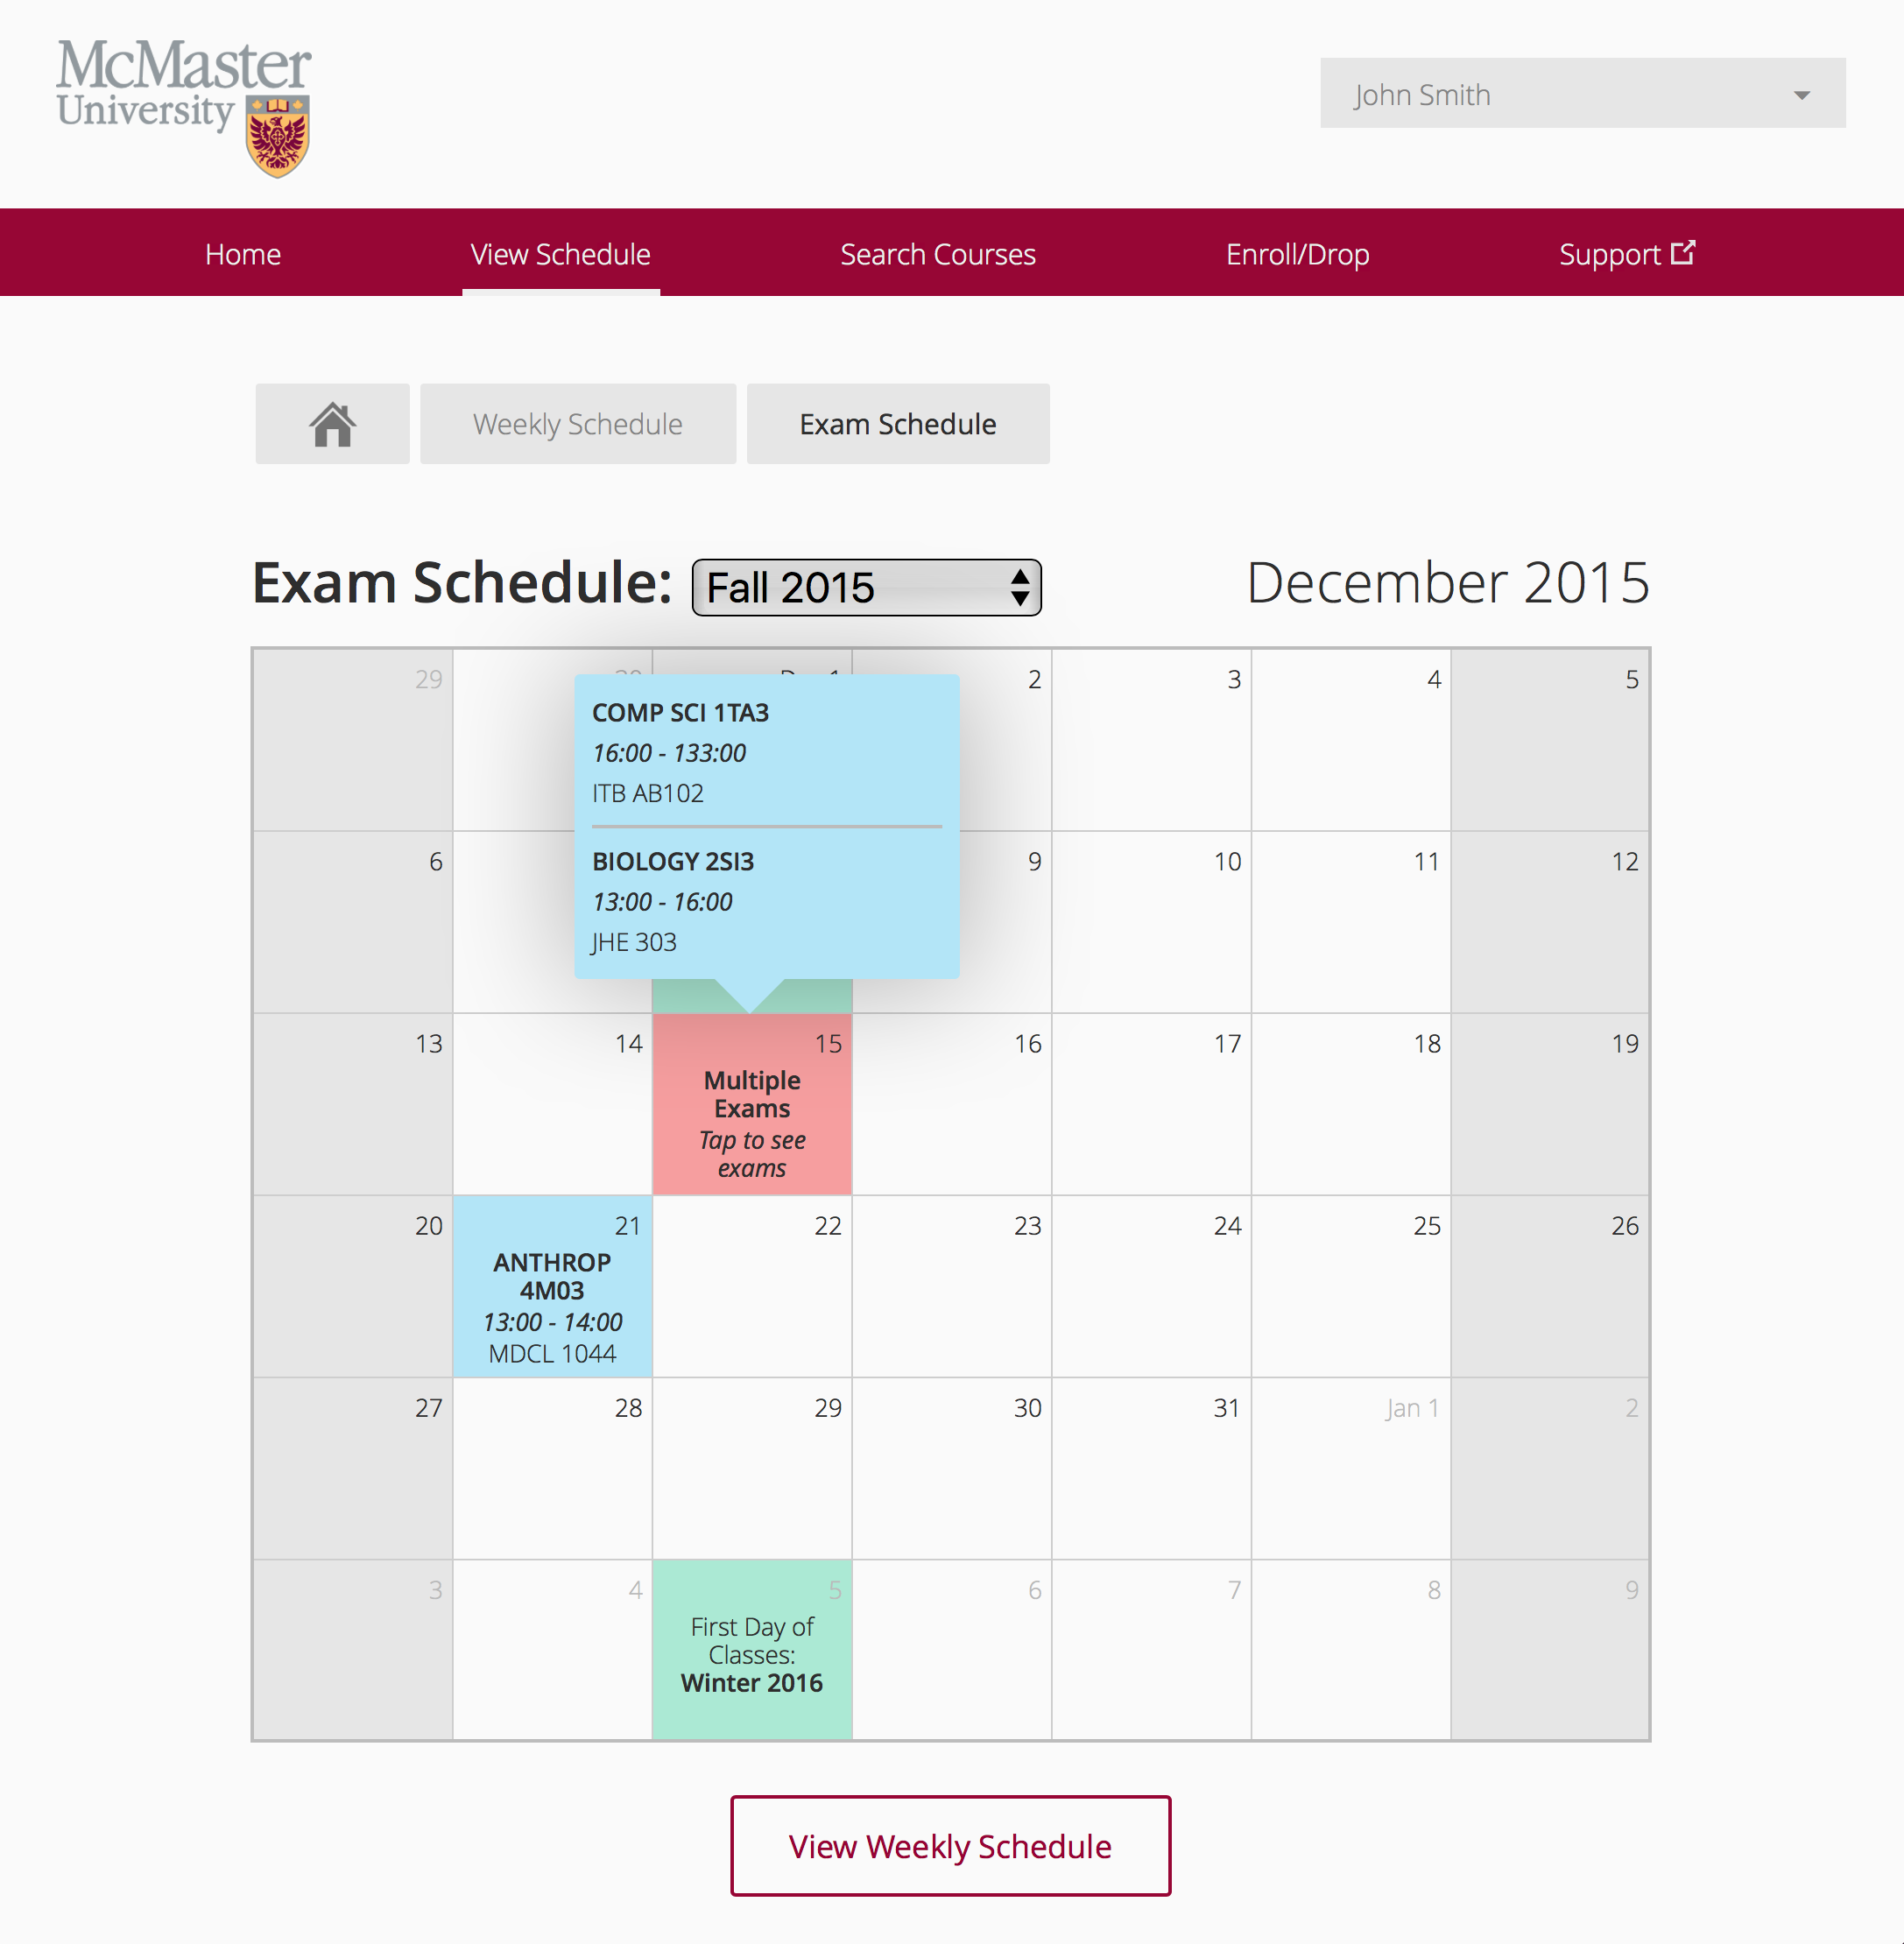 McMaster
University
John Smith
Home View Schedule Search Courses Enroll/Drop Support
Weekly Schedule Exam Schedule
Exam Schedule: Fall 2015 December 2015
29 2 3 4 5
COMP SCI 1TA3
16:00 - 133:00
ITB AB102
6 9 10 11 12
BIOLOGY 2SI3
13:00 - 16:00
JHE 303
13 14 15 16 17 18 19
Multiple
Exams
Tap to see
exams
20 21 22 23 24 25 26
ANTHROP
4M03
13:00 - 14:00
MDCL 1044
27 28 29 30 31 Jan 1 2
3 4 5 6 7 8 9
First Day of
Classes:
Winter 2016
View Weekly Schedule